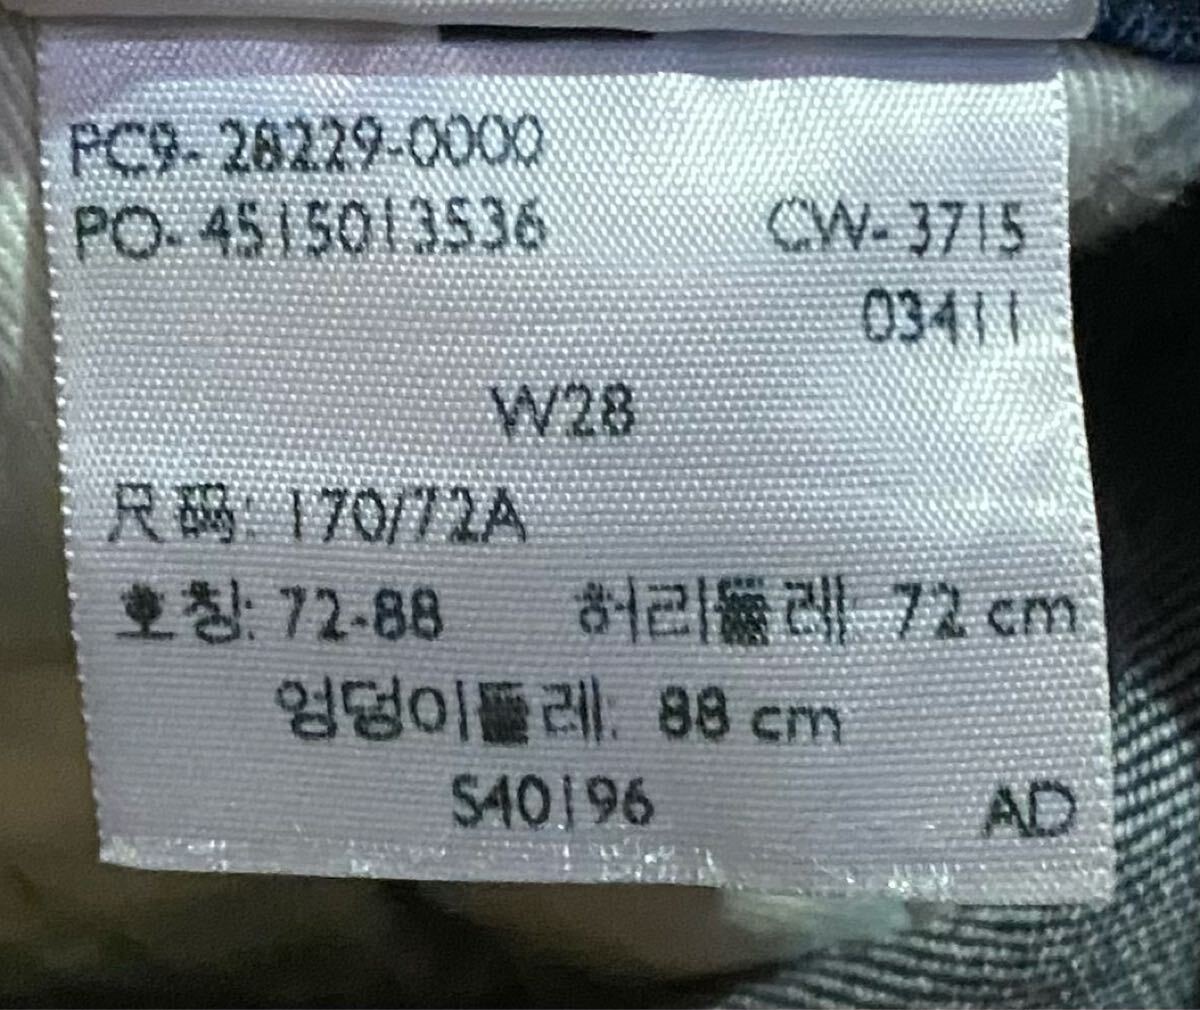 PC9-28229-0000
PO-4515013536 CW-3715
03411
W28
尺码: 170/72A
호칭: 72-88 허리둘레: 72 cm
엉덩이둘레: 88 cm
S40196 AD